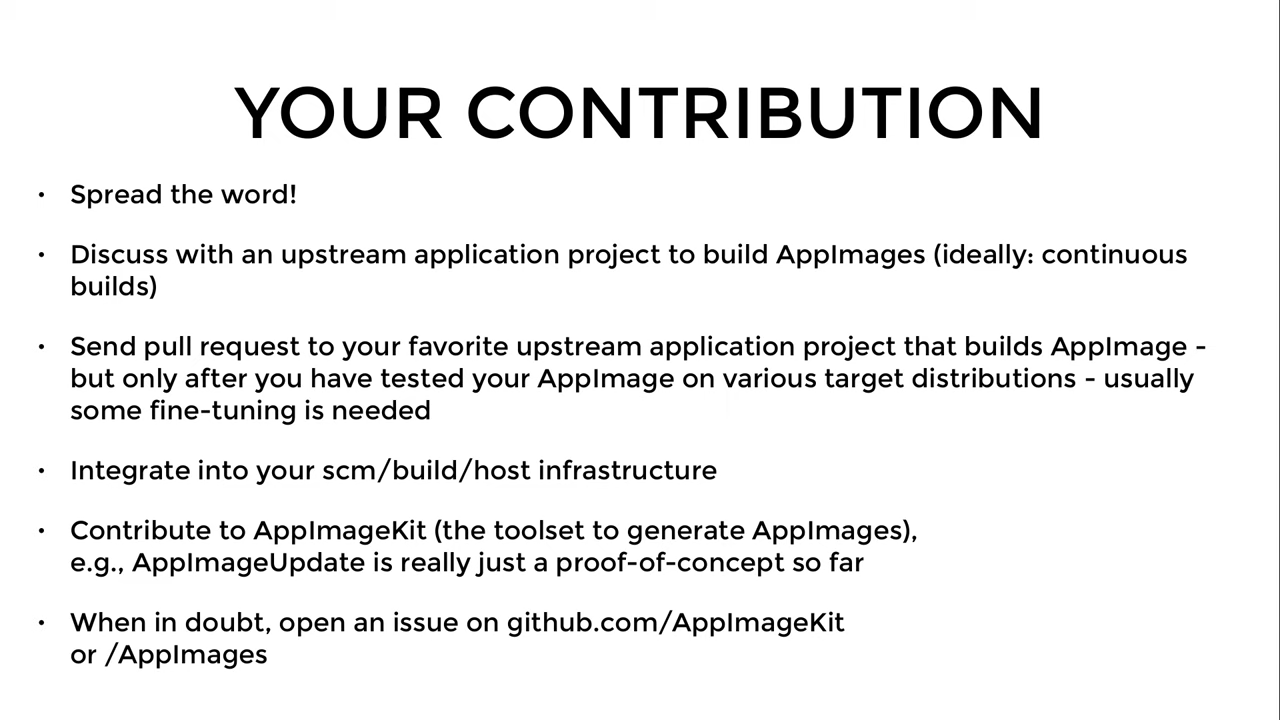 YOUR CONTRIBUTION
• Spread the word!
• Discuss with an upstream application project to build AppImages (ideally: continuous
builds)
• Send pull request to your favorite upstream application project that builds AppImage -
but only after you have tested your AppImage on various target distributions - usually
some fine-tuning is needed
• Integrate into your scm/build/host infrastructure
• Contribute to AppImageKit (the toolset to generate AppImages),
e.g., AppImageUpdate is really just a proof-of-concept so far
• When in doubt, open an issue on github.com/AppImageKit
or /AppImages